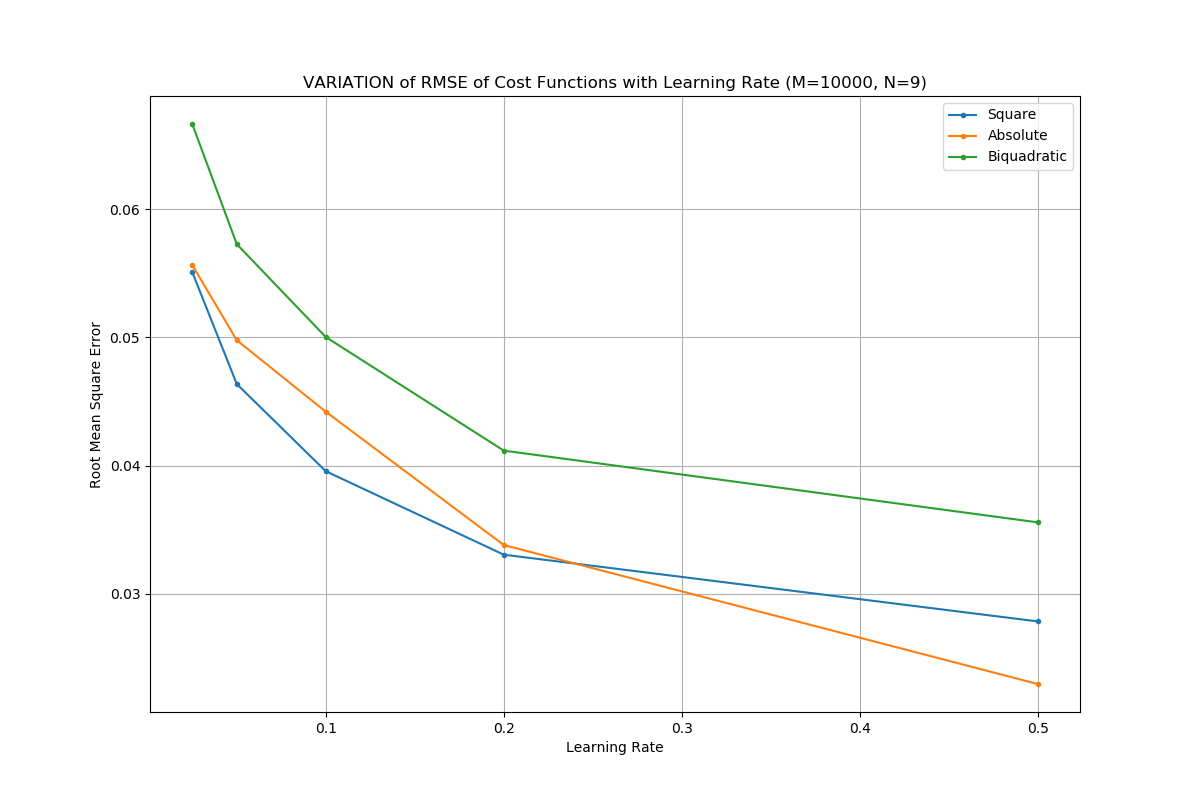 VARIATION of RMSE of Cost Functions with Learning Rate (M=10000, N=9)
Square
Absolute
Biquadratic
Root Mean Square Error
0.06
0.05
0.04
0.03
0.1 0.2 0.3 0.4 0.5
Learning Rate